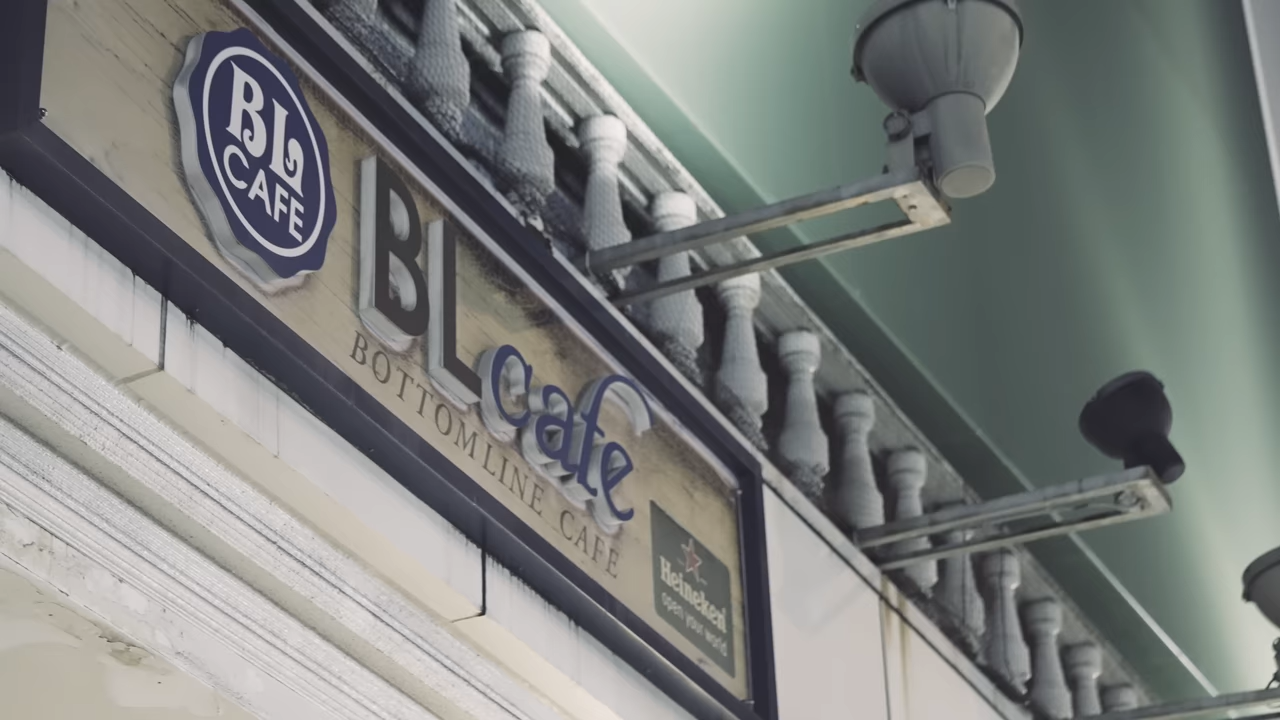 BL
CAFE
BL cafe
BOTTOMLINE CAFE
Heineken
open your world